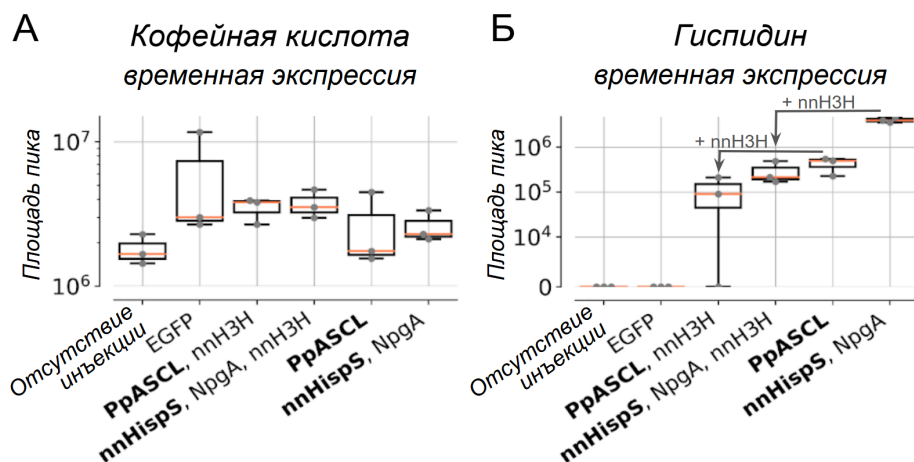 А
Кофейная кислота
временная экспрессия
Площадь пика
10⁷
10⁶
Отсутствие
инъекции
EGFP
PpASCL, nnH3H
nnHispS, NpgA, nnH3H
PpASCL
nnHispS, NpgA
Б
Гиспидин
временная экспрессия
Площадь пика
10⁶
10⁵
10⁴
0
+ nnH3H
+ nnH3H
Отсутствие
инъекции
EGFP
PpASCL, nnH3H
nnHispS, NpgA, nnH3H
PpASCL
nnHispS, NpgA